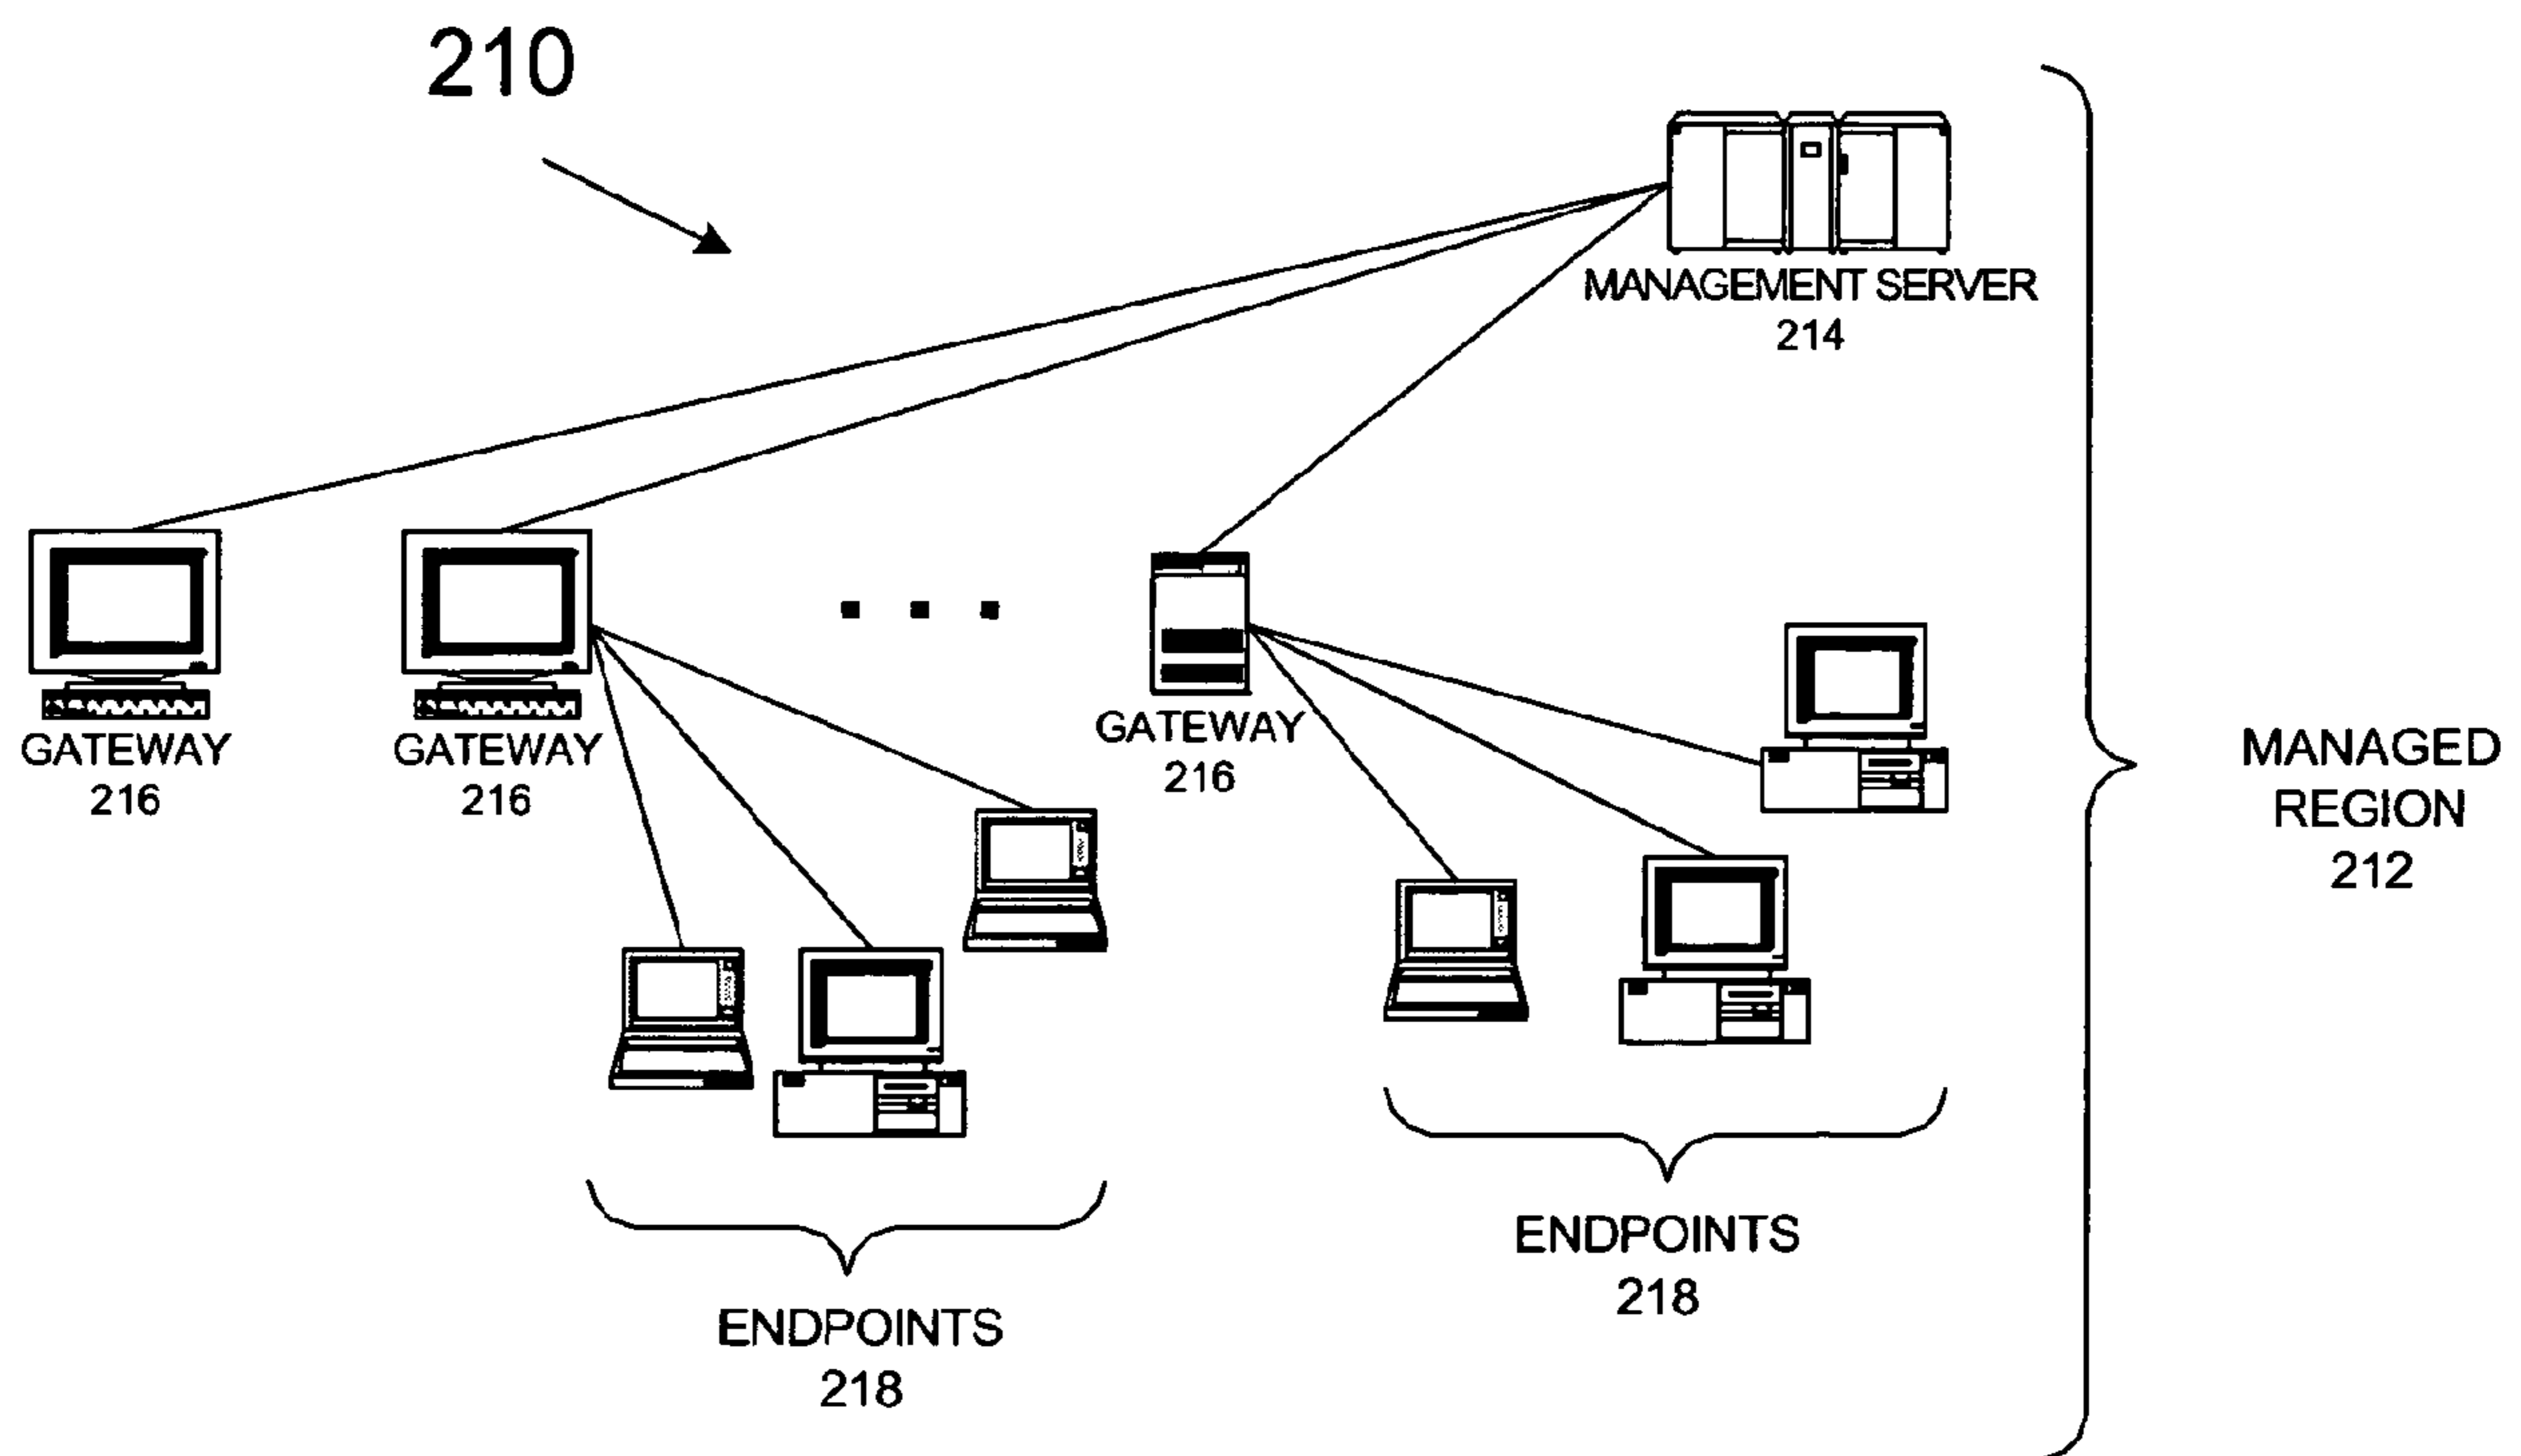 210
MANAGEMENT SERVER
214
GATEWAY
216
GATEWAY
216
GATEWAY
216
MANAGED
REGION
212
ENDPOINTS
218
ENDPOINTS
218